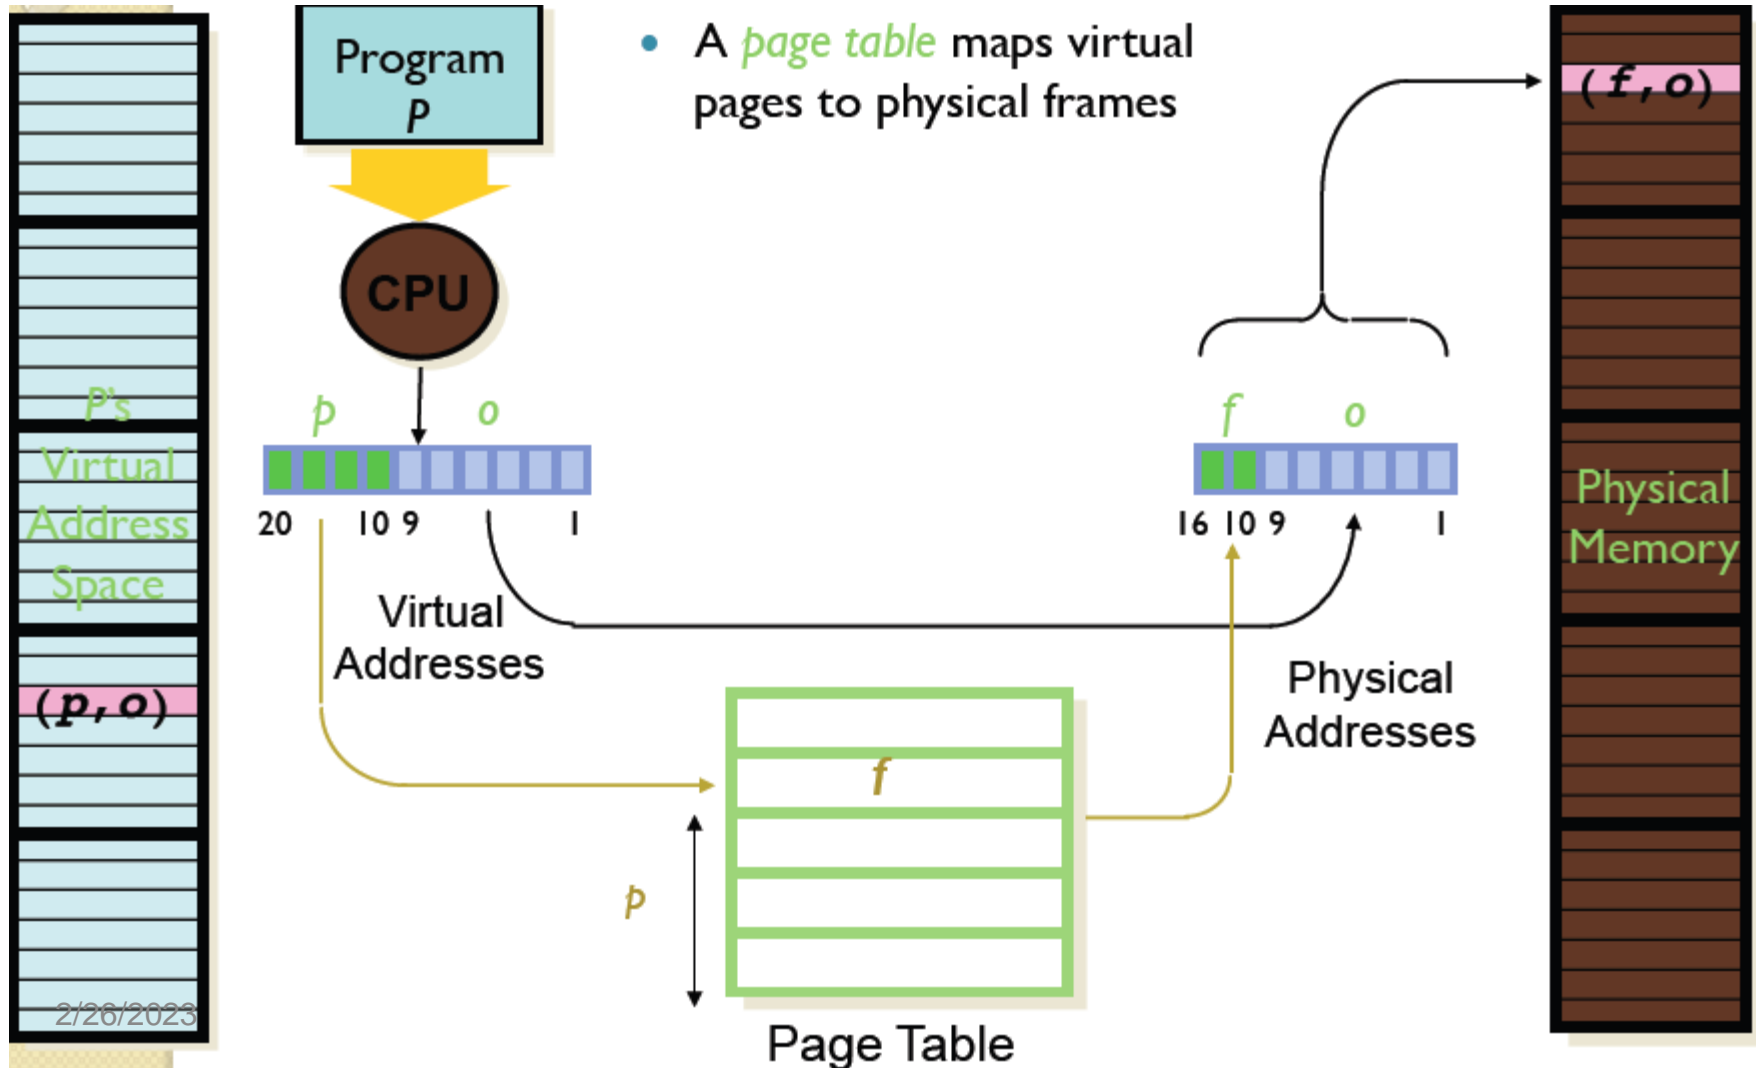 Program
P
• A page table maps virtual
pages to physical frames
(f,o)
CPU
P's
Virtual
Address
Space
p o
20 10 9 1
f o
16 10 9 1
Physical
Memory
Virtual
Addresses
Physical
Addresses
(p,o)
f
p
2/26/2023
Page Table